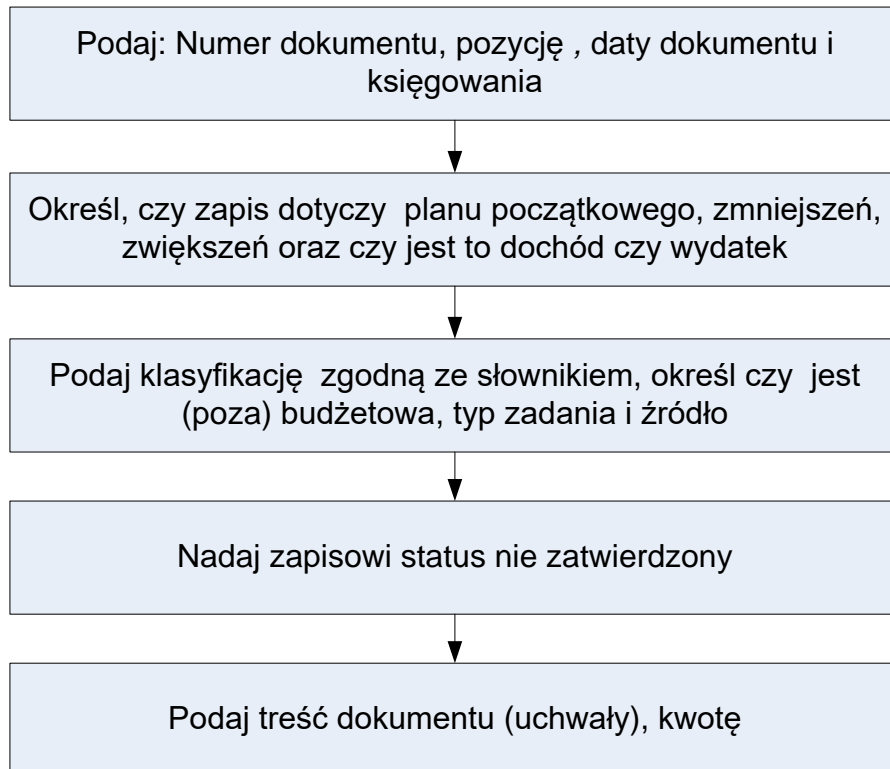 Podaj: Numer dokumentu, pozycję , daty dokumentu i
księgowania
Określ, czy zapis dotyczy planu początkowego, zmniejszeń,
zwiększeń oraz czy jest to dochód czy wydatek
Podaj klasyfikację zgodną ze słownikiem, określ czy jest
(poza) budżetowa, typ zadania i źródło
Nadaj zapisowi status nie zatwierdzony
Podaj treść dokumentu (uchwały), kwotę